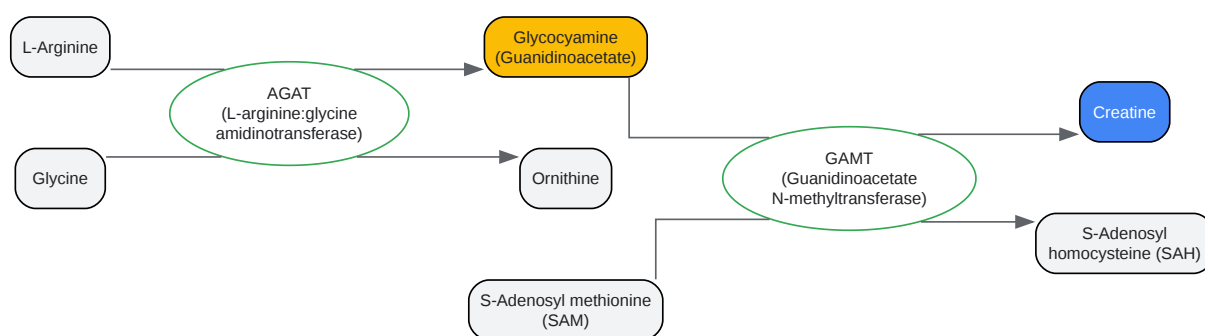 L-Arginine
Glycocyamine
(Guanidinoacetate)
AGAT
(L-arginine:glycine
amidinotransferase)
Creatine
Glycine
Ornithine
GAMT
(Guanidinoacetate
N-methyltransferase)
S-Adenosyl
homocysteine (SAH)
S-Adenosyl methionine
(SAM)